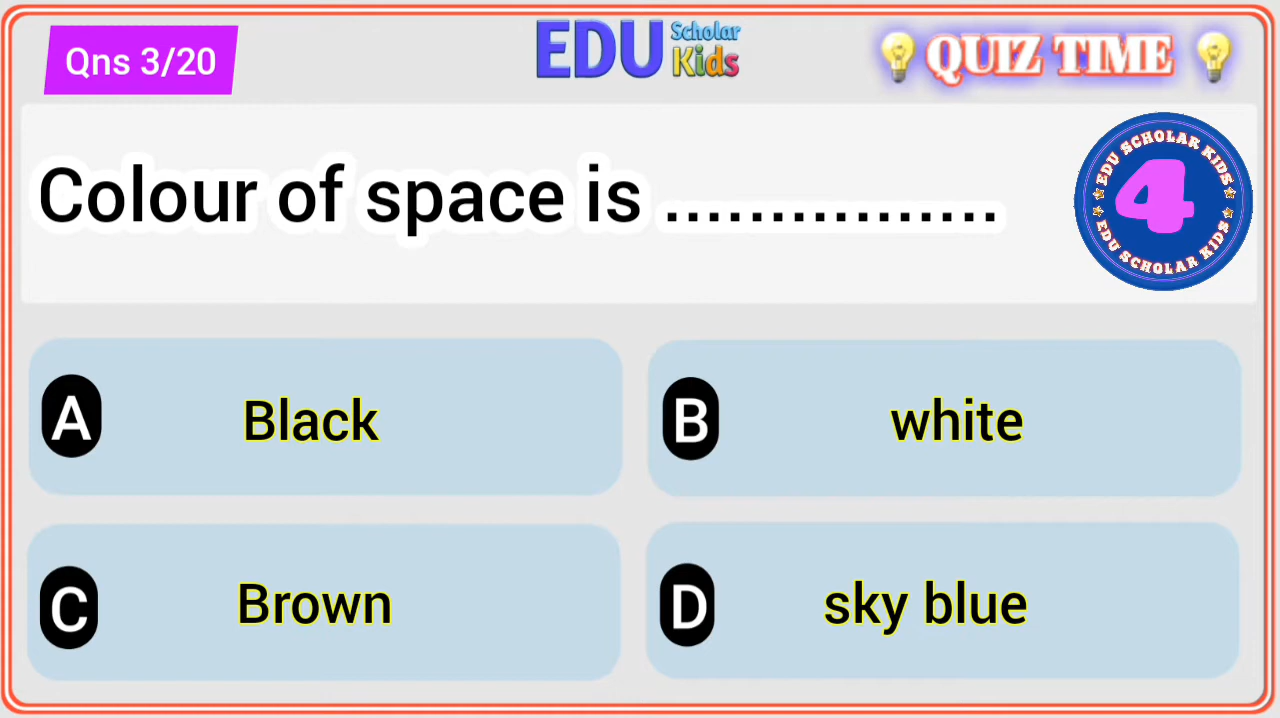 Qns 3/20
EDU Scholar Kids
QUIZ TIME
Colour of space is ................
EDU SCHOLAR KIDS
4
EDU SCHOLAR KIDS
A Black
B white
C Brown
D sky blue